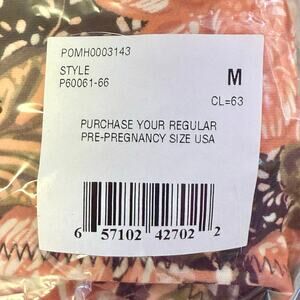 POMH0003143
STYLE
P60061-66
M
CL=63
PURCHASE YOUR REGULAR
PRE-PREGNANCY SIZE USA
6 57102 42702 2